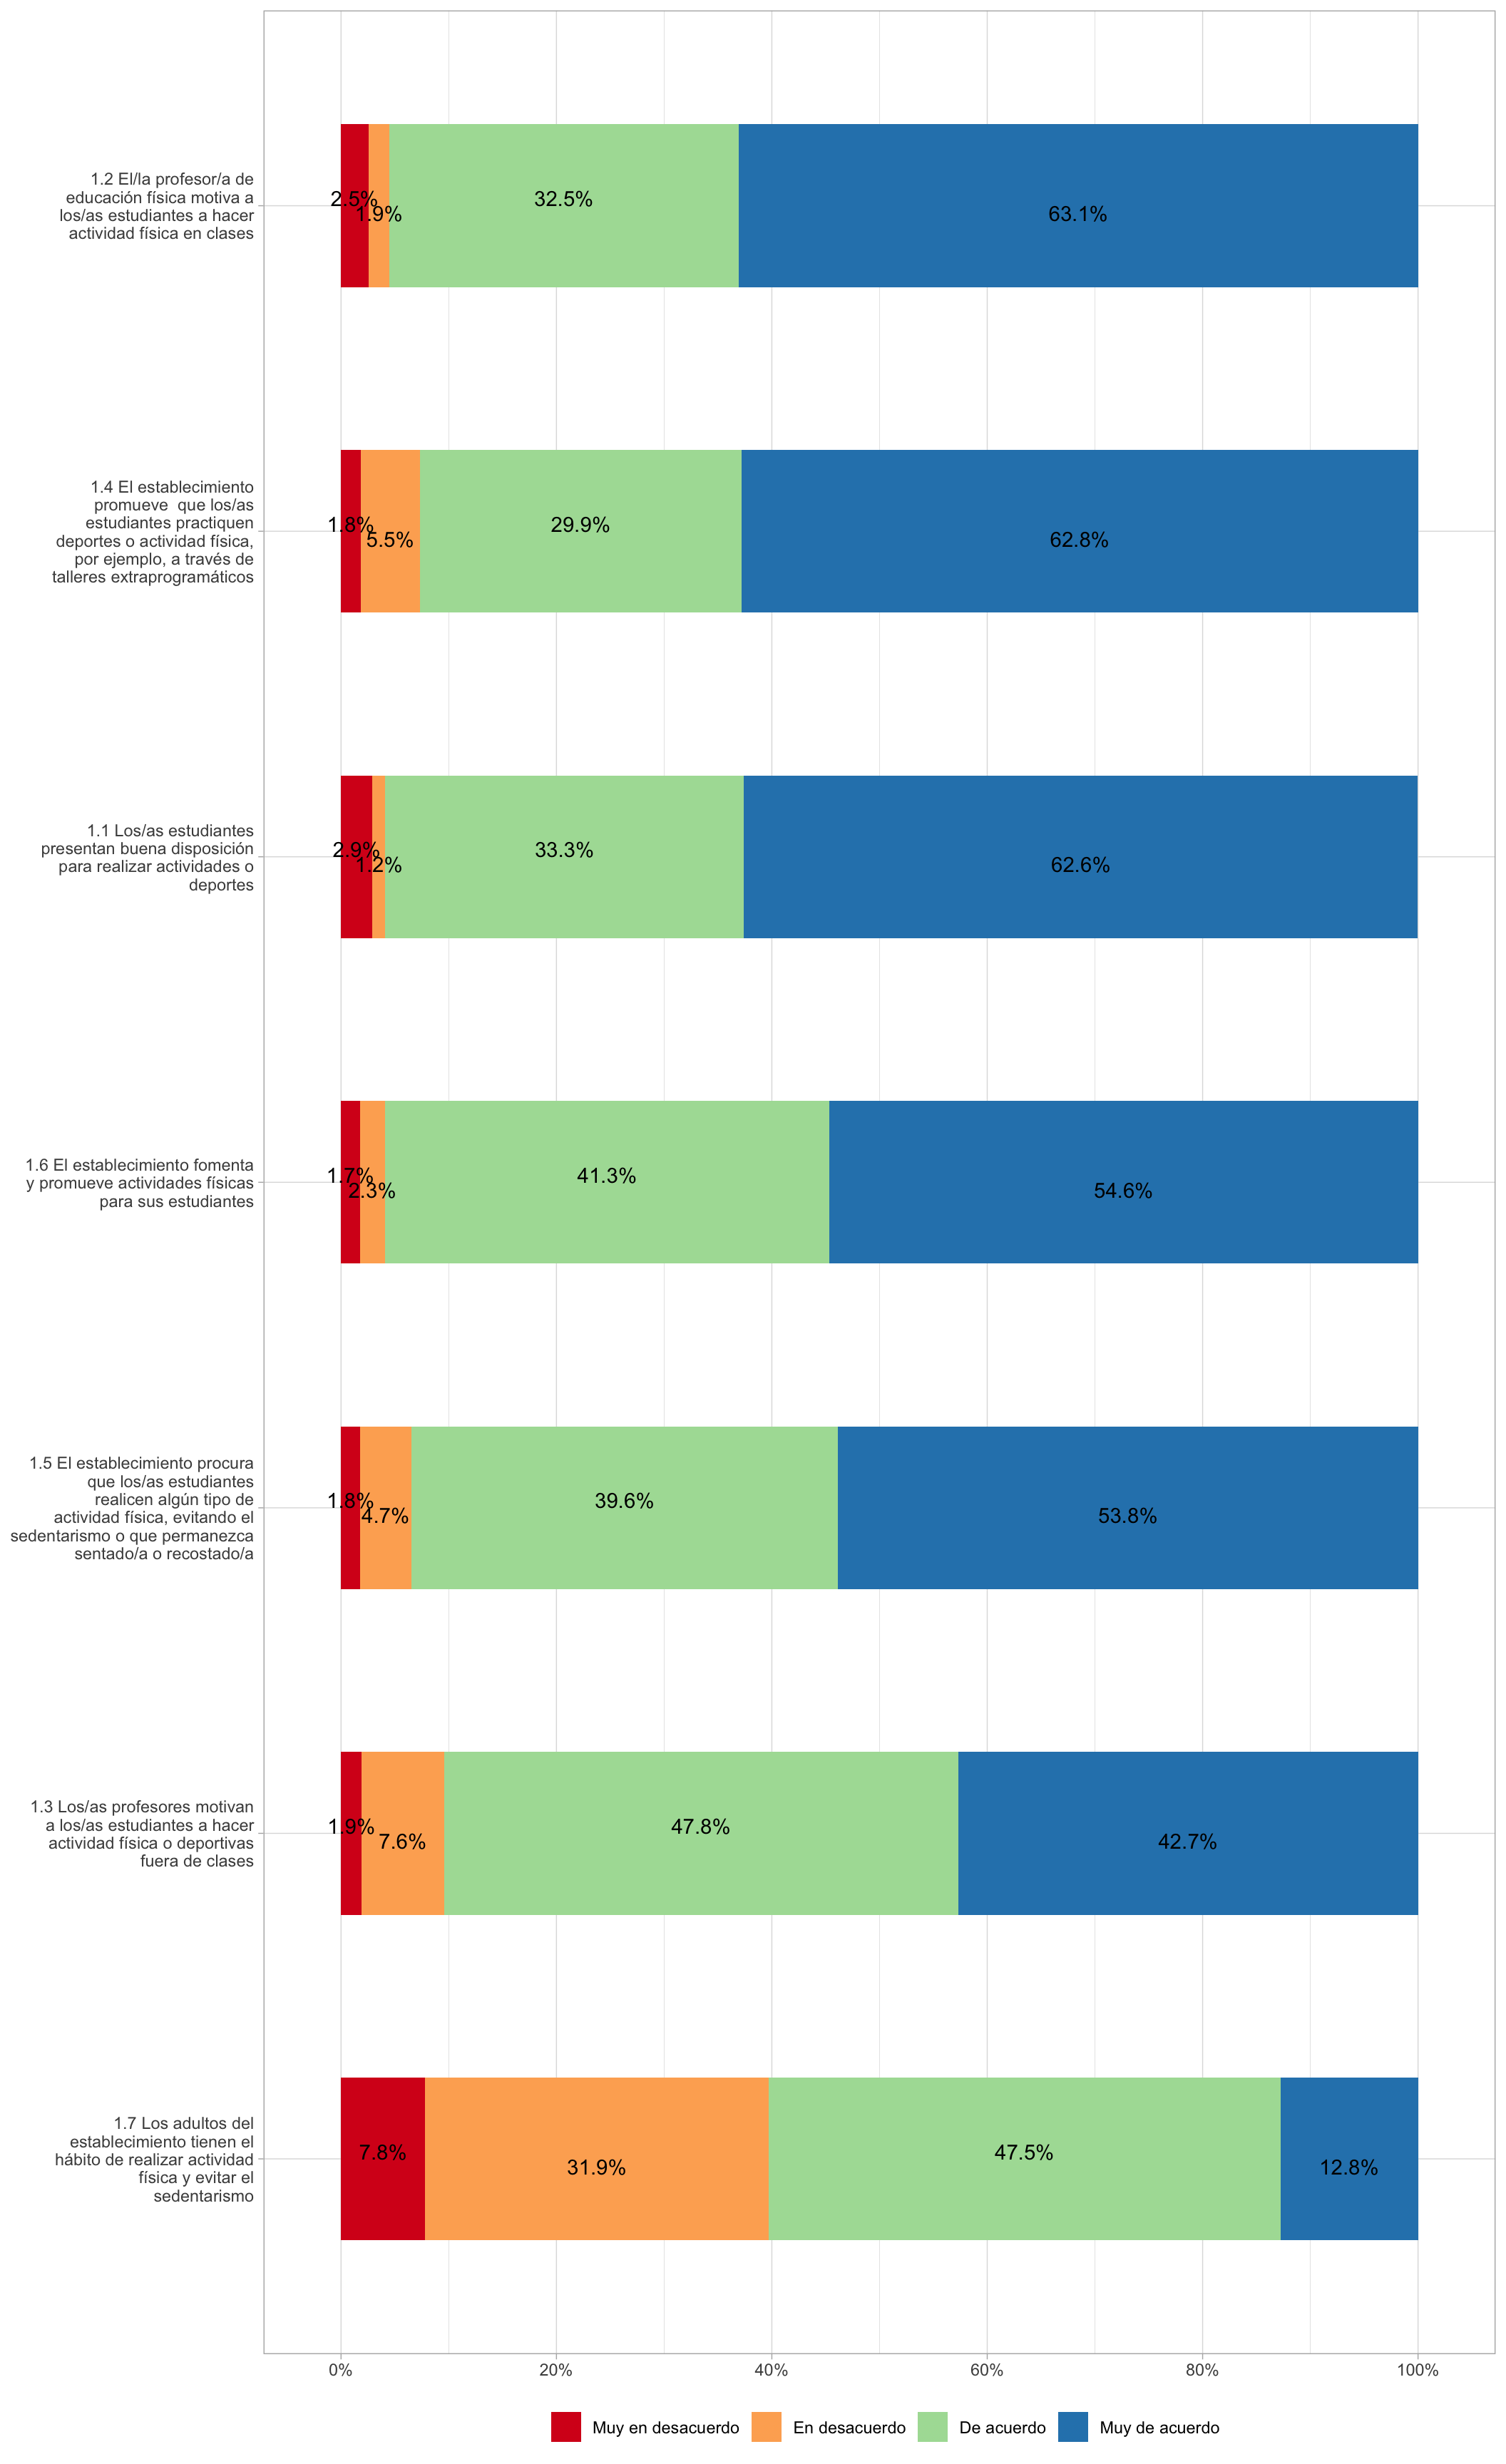 1.2 El/la profesor/a de
educación física motiva a
los/as estudiantes a hacer
actividad física en clases
2.5%
1.9%
32.5%
63.1%
1.4 El establecimiento
promueve  que los/as
estudiantes practiquen
deportes o actividad física,
por ejemplo, a través de
talleres extraprogramáticos
1.8%
5.5%
29.9%
62.8%
1.1 Los/as estudiantes
presentan buena disposición
para realizar actividades o
deportes
2.9%
1.2%
33.3%
62.6%
1.6 El establecimiento fomenta
y promueve actividades físicas
para sus estudiantes
1.7%
2.3%
41.3%
54.6%
1.5 El establecimiento procura
que los/as estudiantes
realicen algún tipo de
actividad física, evitando el
sedentarismo o que permanezca
sentado/a o recostado/a
1.8%
4.7%
39.6%
53.8%
1.3 Los/as profesores motivan
a los/as estudiantes a hacer
actividad física o deportivas
fuera de clases
1.9%
7.6%
47.8%
42.7%
1.7 Los adultos del
establecimiento tienen el
hábito de realizar actividad
física y evitar el
sedentarismo
7.8%
31.9%
47.5%
12.8%
0% 20% 40% 60% 80% 100%
Muy en desacuerdo En desacuerdo De acuerdo Muy de acuerdo